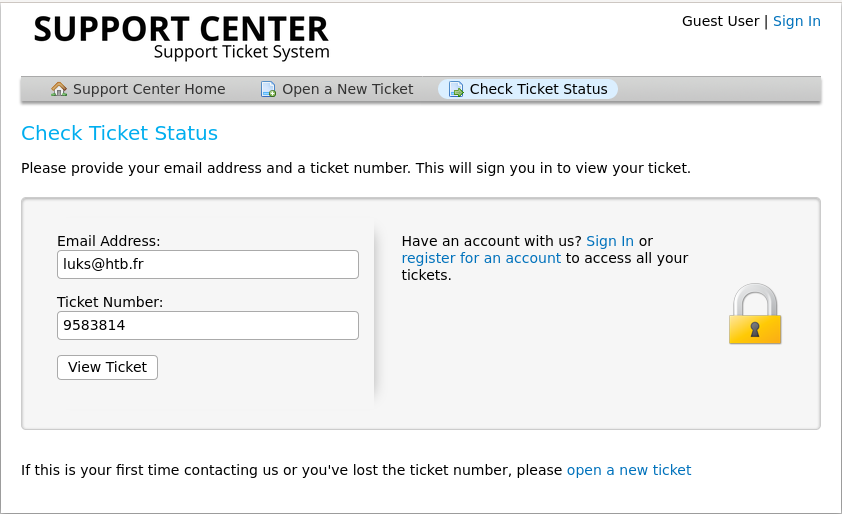 SUPPORT CENTER
Support Ticket System
Guest User | Sign In
Support Center Home
Open a New Ticket
Check Ticket Status
Check Ticket Status
Please provide your email address and a ticket number. This will sign you in to view your ticket.
Email Address:
luks@htb.fr
Ticket Number:
9583814
View Ticket
Have an account with us? Sign In or
register for an account to access all your
tickets.
If this is your first time contacting us or you've lost the ticket number, please open a new ticket